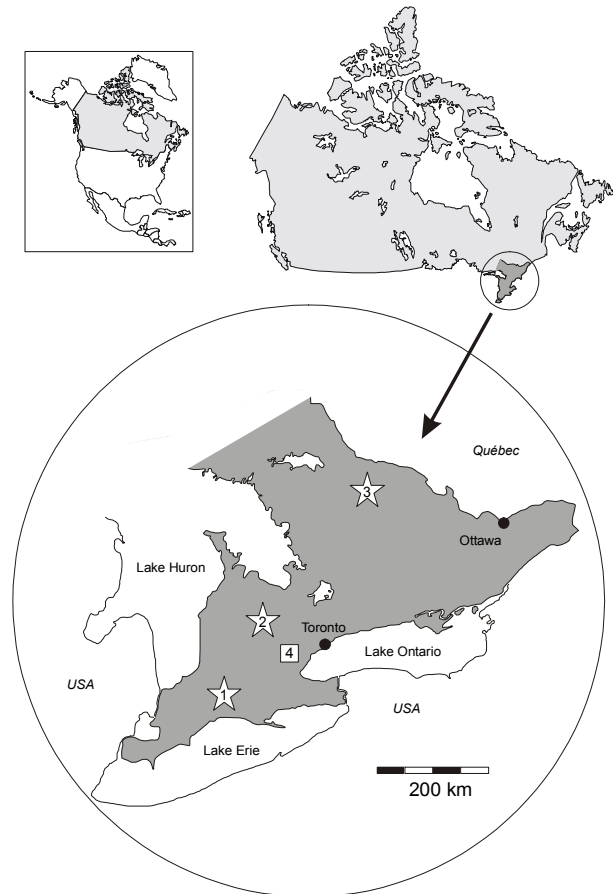 Québec
3
Ottawa
Lake Huron
2
Toronto
4
Lake Ontario
USA
1
USA
Lake Erie
200 km